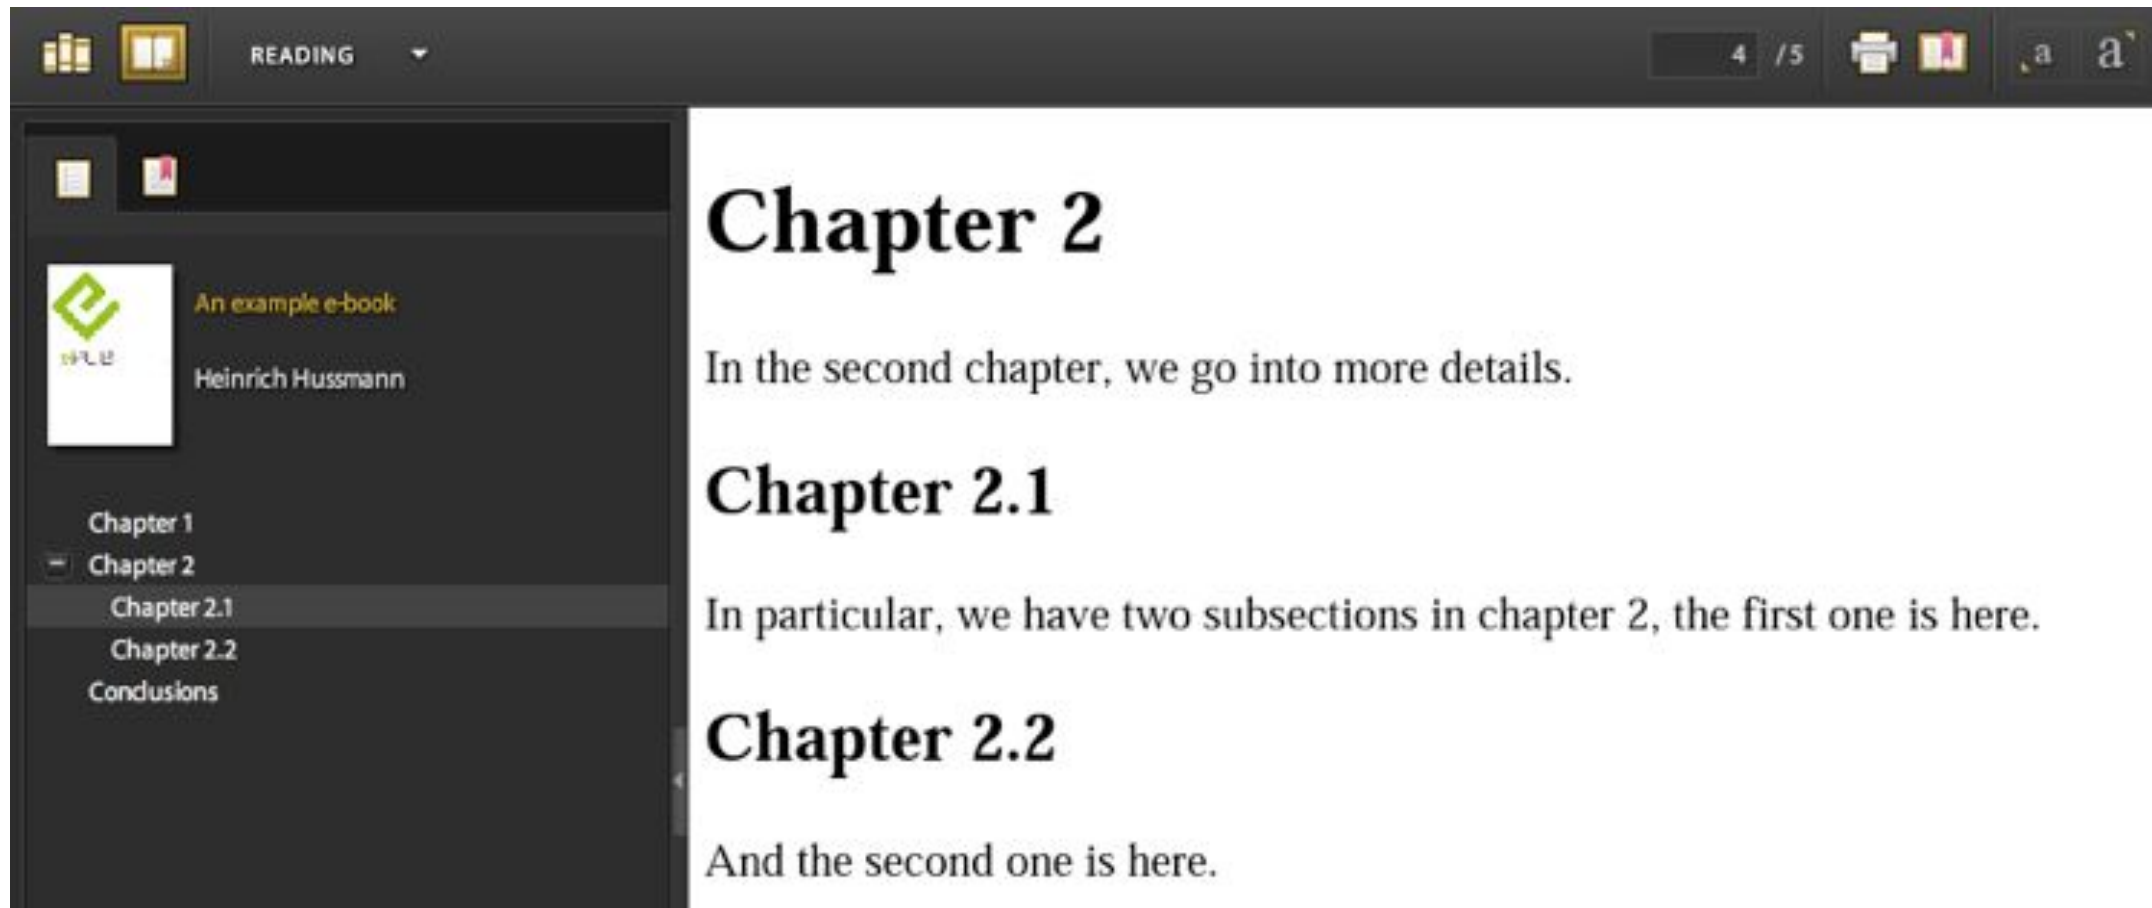 READING
4 /5
a a
An example e-book
Heinrich Hussmann
Chapter 1
Chapter 2
Chapter 2.1
Chapter 2.2
Conclusions
Chapter 2
In the second chapter, we go into more details.
Chapter 2.1
In particular, we have two subsections in chapter 2, the first one is here.
Chapter 2.2
And the second one is here.